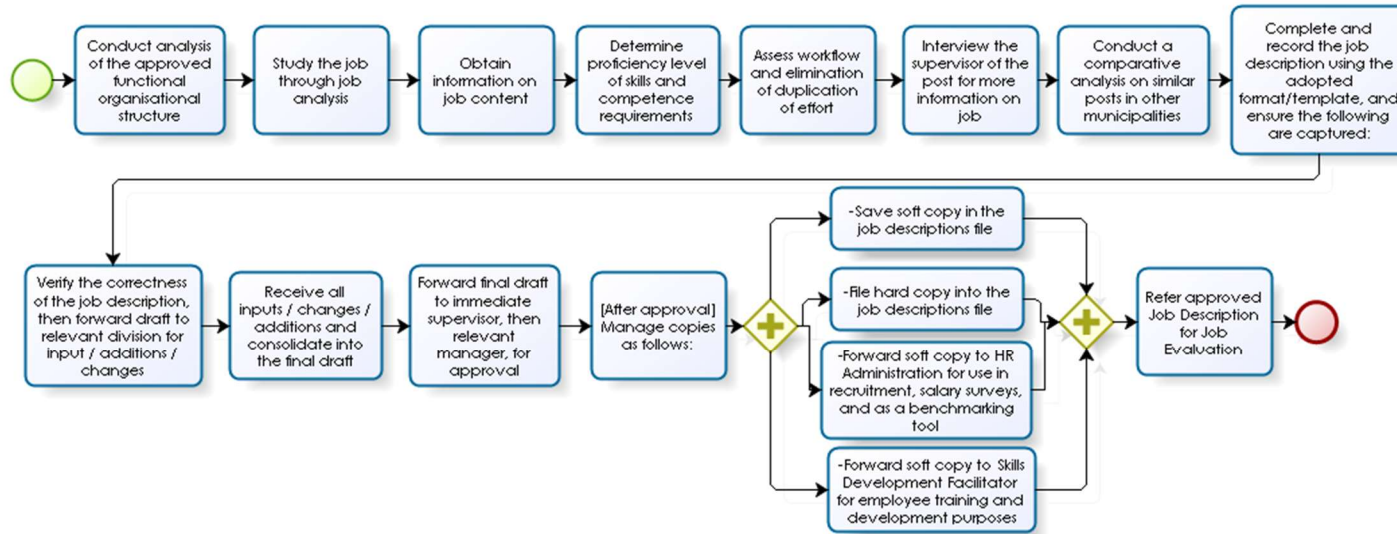 Conduct analysis
of the approved
functional
organisational
structure
Study the job
through job
analysis
Obtain
information on
job content
Determine
proficiency level
of skills and
competence
requirements
Assess workflow
and elimination
of duplication
of effort
Interview the
supervisor of the
post for more
information on
job
Conduct a
comparative
analysis on similar
posts in other
municipalities
Complete and
record the job
description using the
adopted
format/template, and
ensure the following
are captured:
Verify the correctness
of the job description,
then forward draft to
relevant division for
input / additions /
changes
Receive all
inputs / changes /
additions and
consolidate into
the final draft
Forward final draft
to immediate
supervisor, then
relevant
manager, for
approval
[After approval]
Manage copies
as follows:
-Save soft copy in the
job descriptions file
-File hard copy into the
job descriptions file
-Forward soft copy to HR
Administration for use in
recruitment, salary surveys,
and as a benchmarking
tool
-Forward soft copy to Skills
Development Facilitator
for employee training and
development purposes
Refer approved
Job Description
for Job
Evaluation